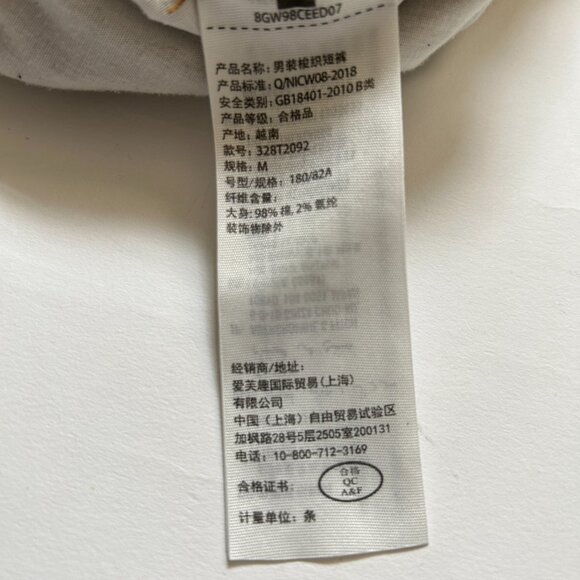 8GW98CEED07
产品名称: 男装梭织短裤
产品标准: Q/NICW08-2018
安全类别: GB18401-2010 B类
产品等级: 合格品
产地: 越南
款号: 328T2092
规格: M
号型/规格: 180/82A
纤维含量:
大身: 98% 棉, 2% 氨纶
装饰物除外
经销商/地址:
爱芙趣国际贸易(上海)
有限公司
中国（上海）自由贸易试验区
加枫路28号5层2505室200131
电话: 10-800-712-3169
合格证书:
合格
QC
A&F
计量单位: 条